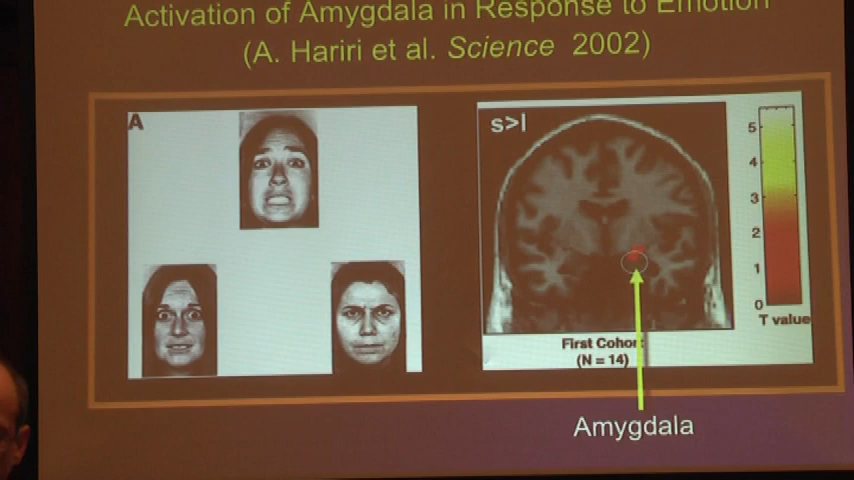 Activation of Amygdala in Response to Emotion
(A. Hariri et al. Science 2002)
A
s>l
5
4
3
2
1
0
T value
First Cohor
(N = 14)
Amygdala